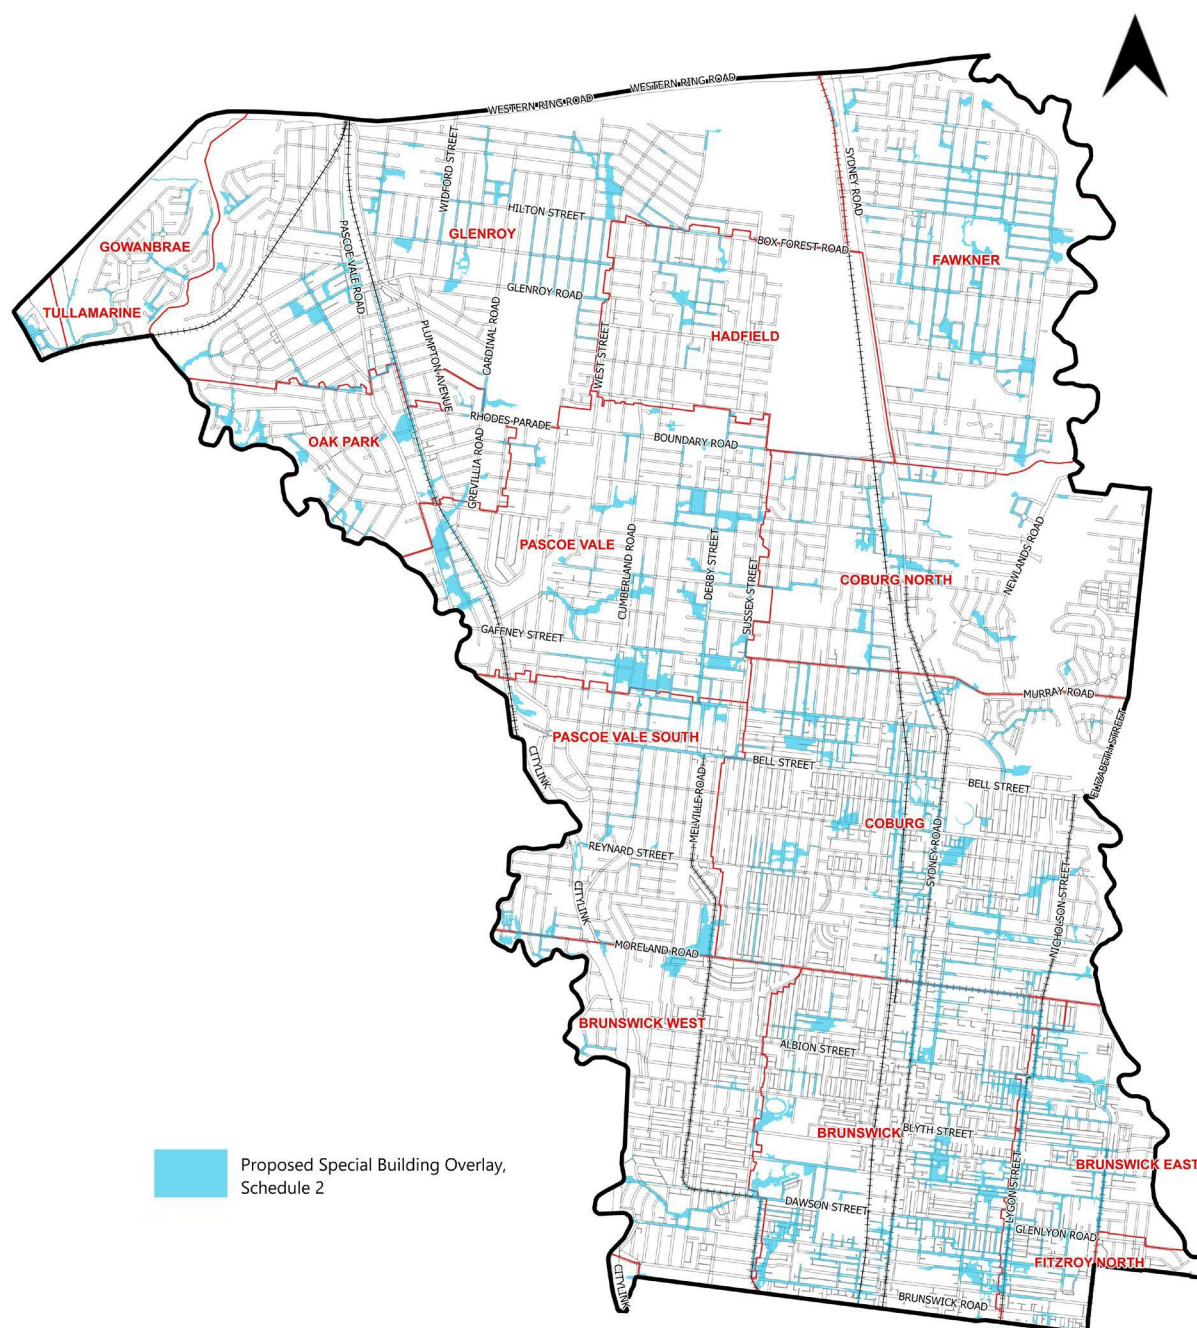 WESTERN RING ROAD
WESTERN RING ROAD
WIDFORD STREET
SYDNEY ROAD
HILTON STREET
GLENROY
PASCOE VALE ROAD
GOWANBRAE
BOX FOREST ROAD
FAWKNER
GLENROY ROAD
TULLAMARINE
CARDINAL ROAD
PLUMPTON AVENUE
WEST STREET
HADFIELD
RHODES PARADE
OAK PARK
BOUNDARY ROAD
GREVILLIA ROAD
PASCOE VALE
CUMBERLAND ROAD
DERBY STREET
SUSSEX STREET
COBURG NORTH
NEWLANDS ROAD
GAFFNEY STREET
MURRAY ROAD
PASCOE VALE SOUTH
ELIZABETH STREET
CITYLINK
BELL STREET
BELL STREET
MELVILLE ROAD
COBURG
SYDNEY ROAD
REYNARD STREET
CITYLINK
NICHOLSON STREET
MORELAND ROAD
BRUNSWICK WEST
ALBION STREET
BRUNSWICK
BLYTH STREET
BRUNSWICK EAST
LYGON STREET
DAWSON STREET
GLENLYON ROAD
FITZROY NORTH
CITYLINK
BRUNSWICK ROAD
Proposed Special Building Overlay,
Schedule 2